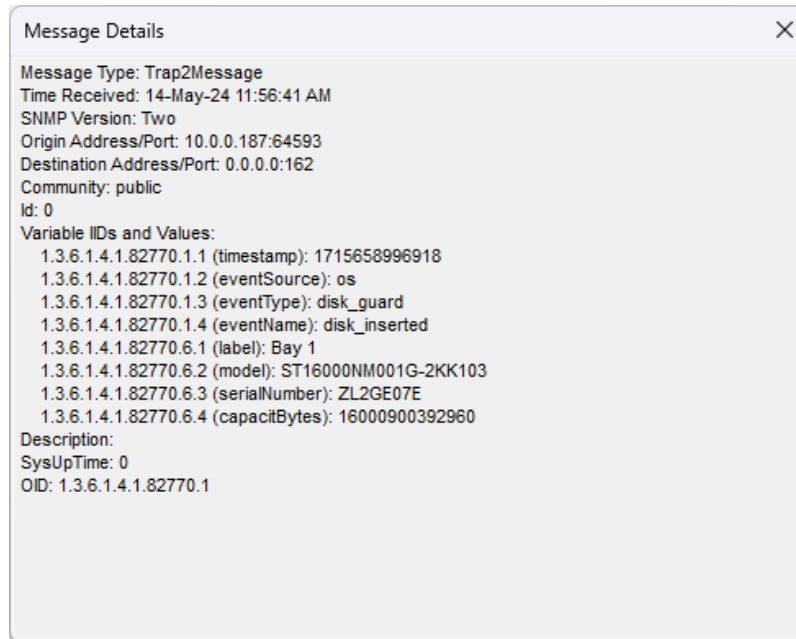 Message Details
Message Type: Trap2Message
Time Received: 14-May-24 11:56:41 AM
SNMP Version: Two
Origin Address/Port: 10.0.0.187:64593
Destination Address/Port: 0.0.0.0:162
Community: public
Id: 0
Variable IIDs and Values:
1.3.6.1.4.1.82770.1.1 (timestamp): 1715658996918
1.3.6.1.4.1.82770.1.2 (eventSource): os
1.3.6.1.4.1.82770.1.3 (eventType): disk_guard
1.3.6.1.4.1.82770.1.4 (eventName): disk_inserted
1.3.6.1.4.1.82770.6.1 (label): Bay 1
1.3.6.1.4.1.82770.6.2 (model): ST16000NM001G-2KK103
1.3.6.1.4.1.82770.6.3 (serialNumber): ZL2GE07E
1.3.6.1.4.1.82770.6.4 (capacitBytes): 16000900392960
Description:
SysUpTime: 0
OID: 1.3.6.1.4.1.82770.1